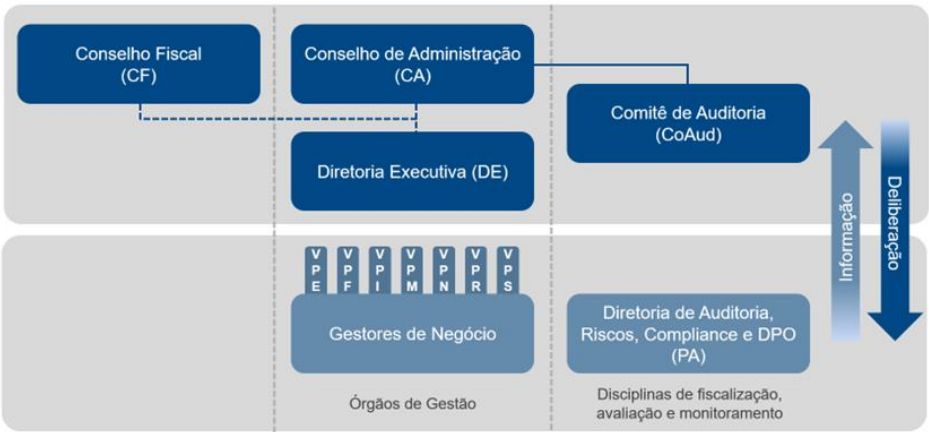 Conselho Fiscal
(CF)
Conselho de Administração
(CA)
Comitê de Auditoria
(CoAud)
Diretoria Executiva (DE)
Informação
Deliberação
VPE
VPF
VPI
VPM
VPN
VPR
VPS
Gestores de Negócio
Diretoria de Auditoria,
Riscos, Compliance e DPO
(PA)
Órgãos de Gestão
Disciplinas de fiscalização,
avaliação e monitoramento